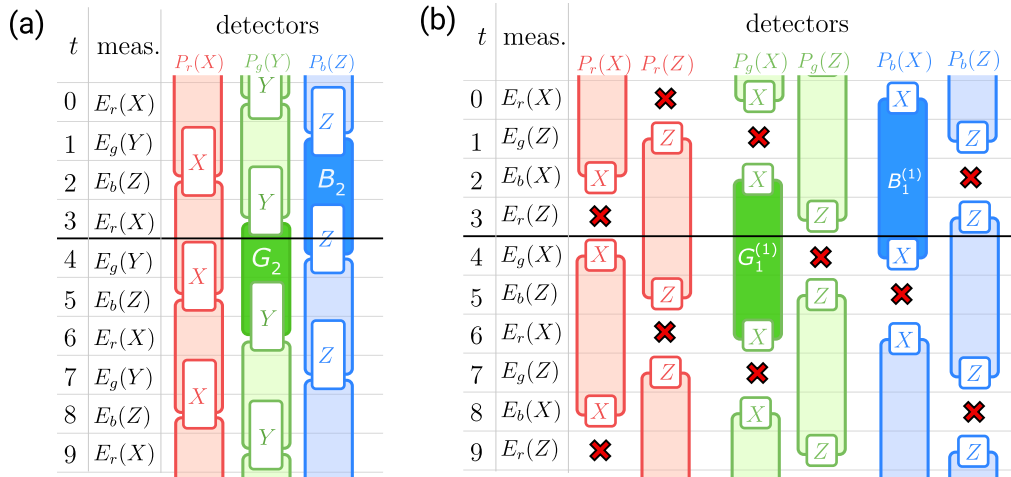 (a)
detectors
t meas. P_r(X) P_g(Y) P_b(Z)
0 E_r(X) Y Z
1 E_g(Y) X
2 E_b(Z) Y B_2
3 E_r(X) Z
4 E_g(Y) X G_2
5 E_b(Z) Y
6 E_r(X) Z
7 E_g(Y) X
8 E_b(Z) Y
9 E_r(X)
(b)
detectors
t meas. P_r(X) P_r(Z) P_g(X) P_g(Z) P_b(X) P_b(Z)
0 E_r(X) X X
1 E_g(Z) Z Z
2 E_b(X) X X B_1^{(1)}
3 E_r(Z) Z Z
4 E_g(X) X G_1^{(1)} X
5 E_b(Z) Z Z
6 E_r(X) X X
7 E_g(Z) Z Z
8 E_b(X) X X
9 E_r(Z) Z Z